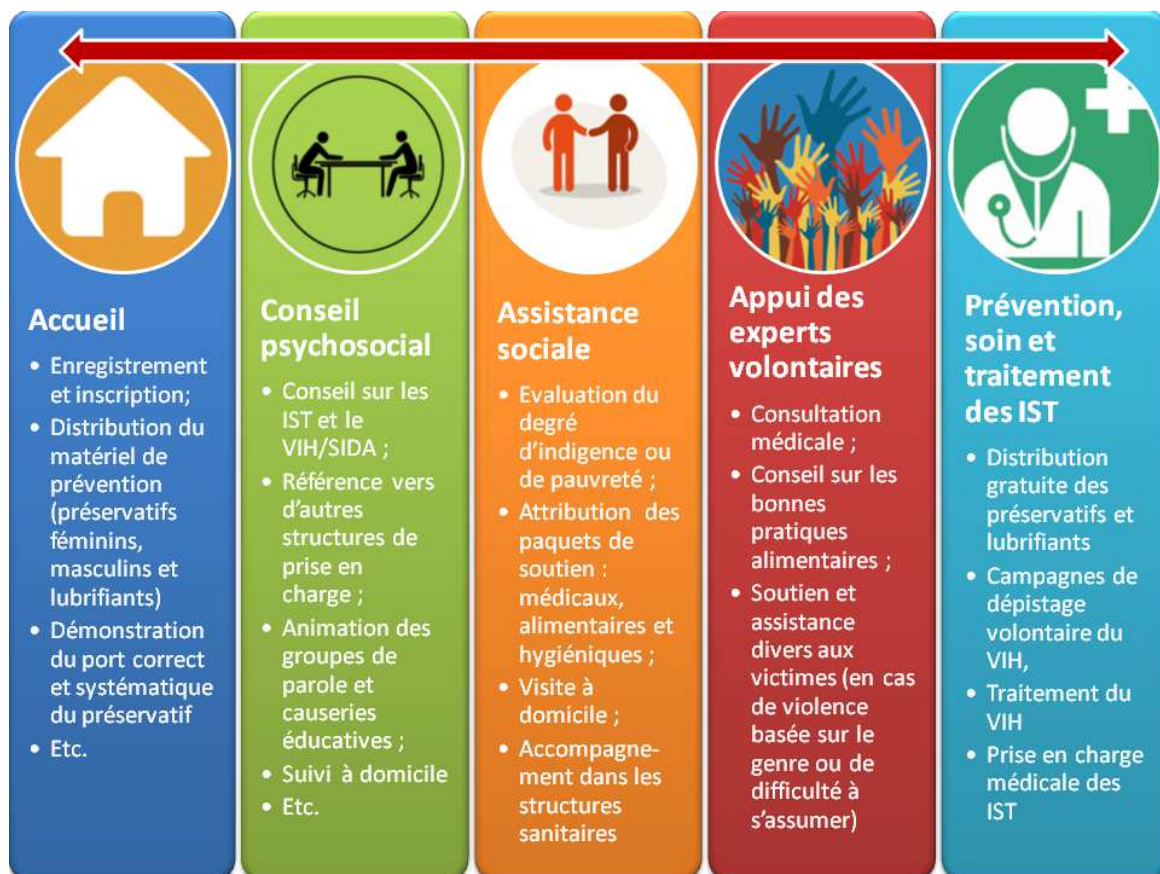 Accueil
• Enregistrement
et inscription;
• Distribution du
matériel de
prévention
(préservatifs
féminins,
masculins et
lubrifiants)
• Démonstration
du port correct
et systématique
du préservatif
• Etc.
Conseil
psychosocial
• Conseil sur les
IST et le
VIH/SIDA ;
• Référence vers
d'autres
structures de
prise en
charge ;
• Animation des
groupes de
parole et
causeries
éducatives ;
• Suivi à domicile
• Etc.
Assistance
sociale
• Evaluation du
degré
d'indigence ou
de pauvreté ;
• Attribution des
paquets de
soutien :
médicaux,
alimentaires et
hygiéniques ;
• Visite à
domicile ;
• Accompagne-
ment dans les
structures
sanitaires
Appui des
experts
volontaires
• Consultation
médicale ;
• Conseil sur les
bonnes
pratiques
alimentaires ;
• Soutien et
assistance
divers aux
victimes (en cas
de violence
basée sur le
genre ou de
difficulté à
s'assumer)
Prévention,
soin et
traitement
des IST
• Distribution
gratuite des
préservatifs et
lubrifiants
• Campagnes de
dépistage
volontaire du
VIH,
• Traitement du
VIH
• Prise en charge
médicale des
IST